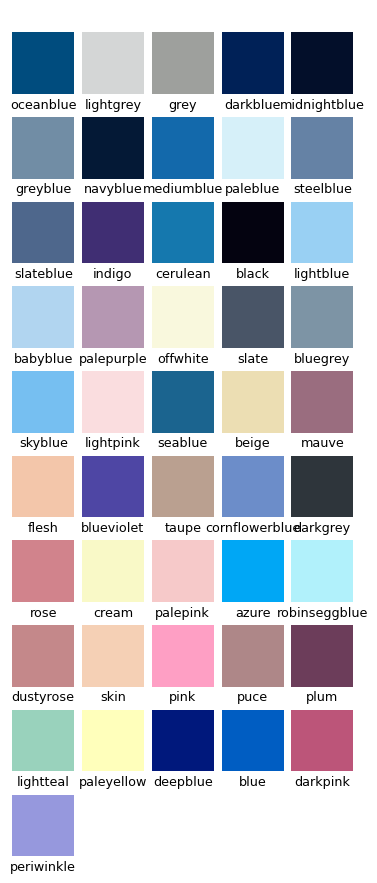 oceanblue lightgrey grey darkblue midnightblue
greyblue navyblue mediumblue paleblue steelblue
slateblue indigo cerulean black lightblue
babyblue palepurple offwhite slate bluegrey
skyblue lightpink seablue beige mauve
flesh blueviolet taupe cornflowerblue darkgrey
rose cream palepink azure robinseggblue
dustyrose skin pink puce plum
lightteal paleyellow deepblue blue darkpink
periwinkle